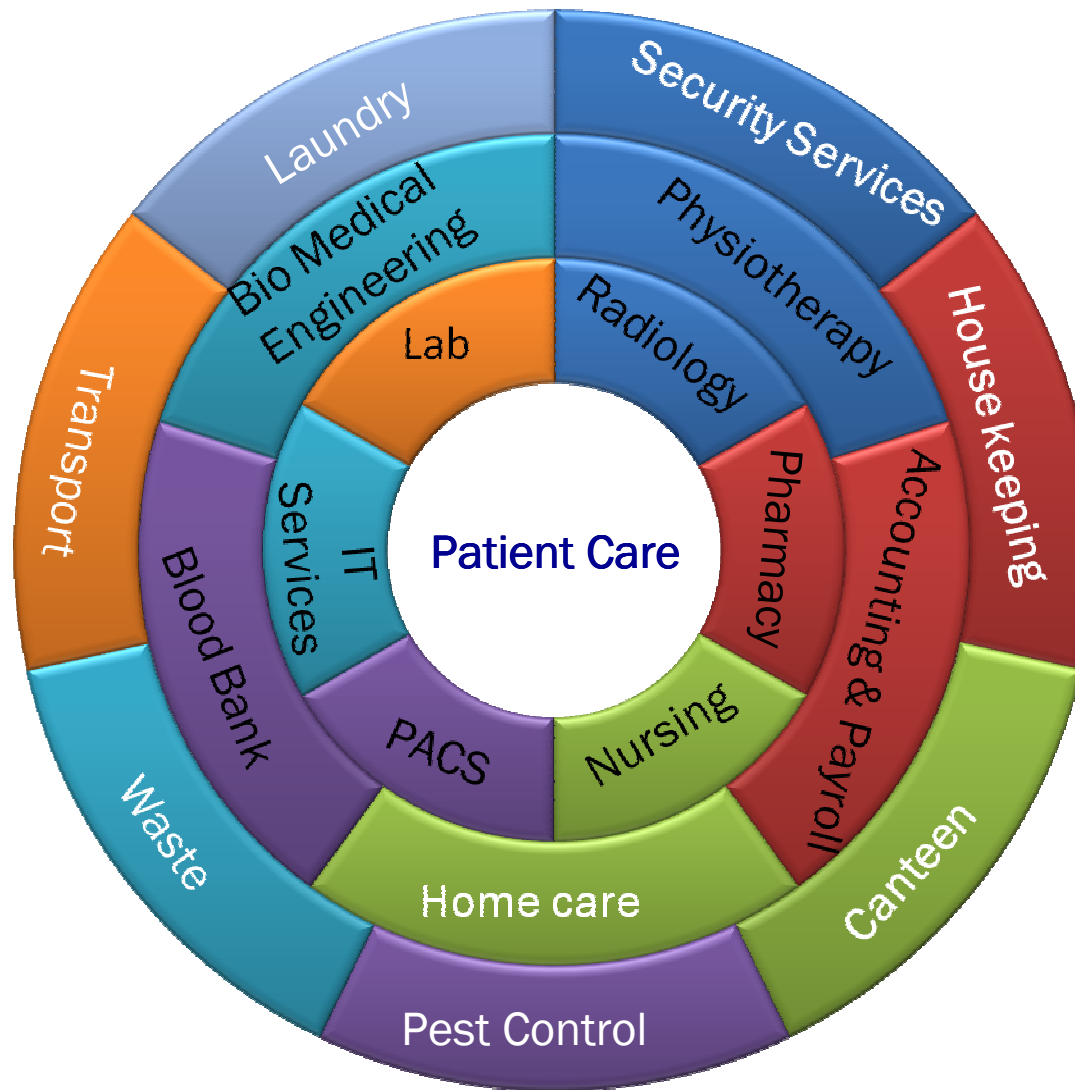 Security Services
Laundry
Bio Medical
Engineering
Physiotherapy
Radiology
Lab
House keeping
Transport
Accounting & Payroll
Pharmacy
IT
Services
Patient Care
Blood Bank
Nursing
PACS
Waste
Canteen
Home care
Pest Control